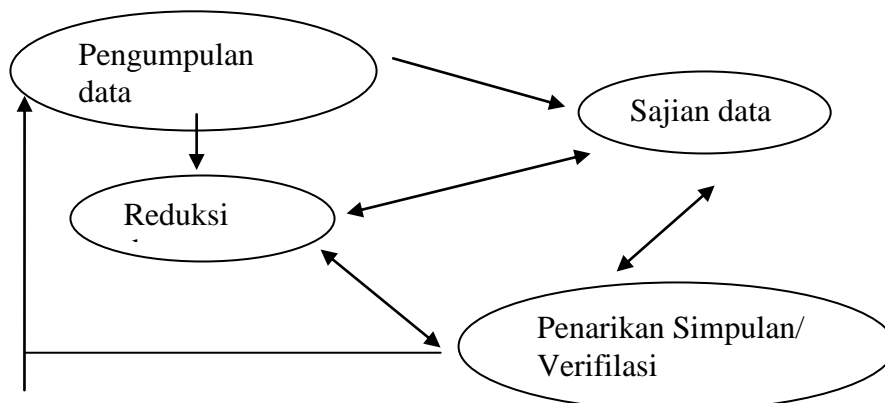 Pengumpulan
data
Sajian data
Reduksi
Penarikan Simpulan/
Verifilasi